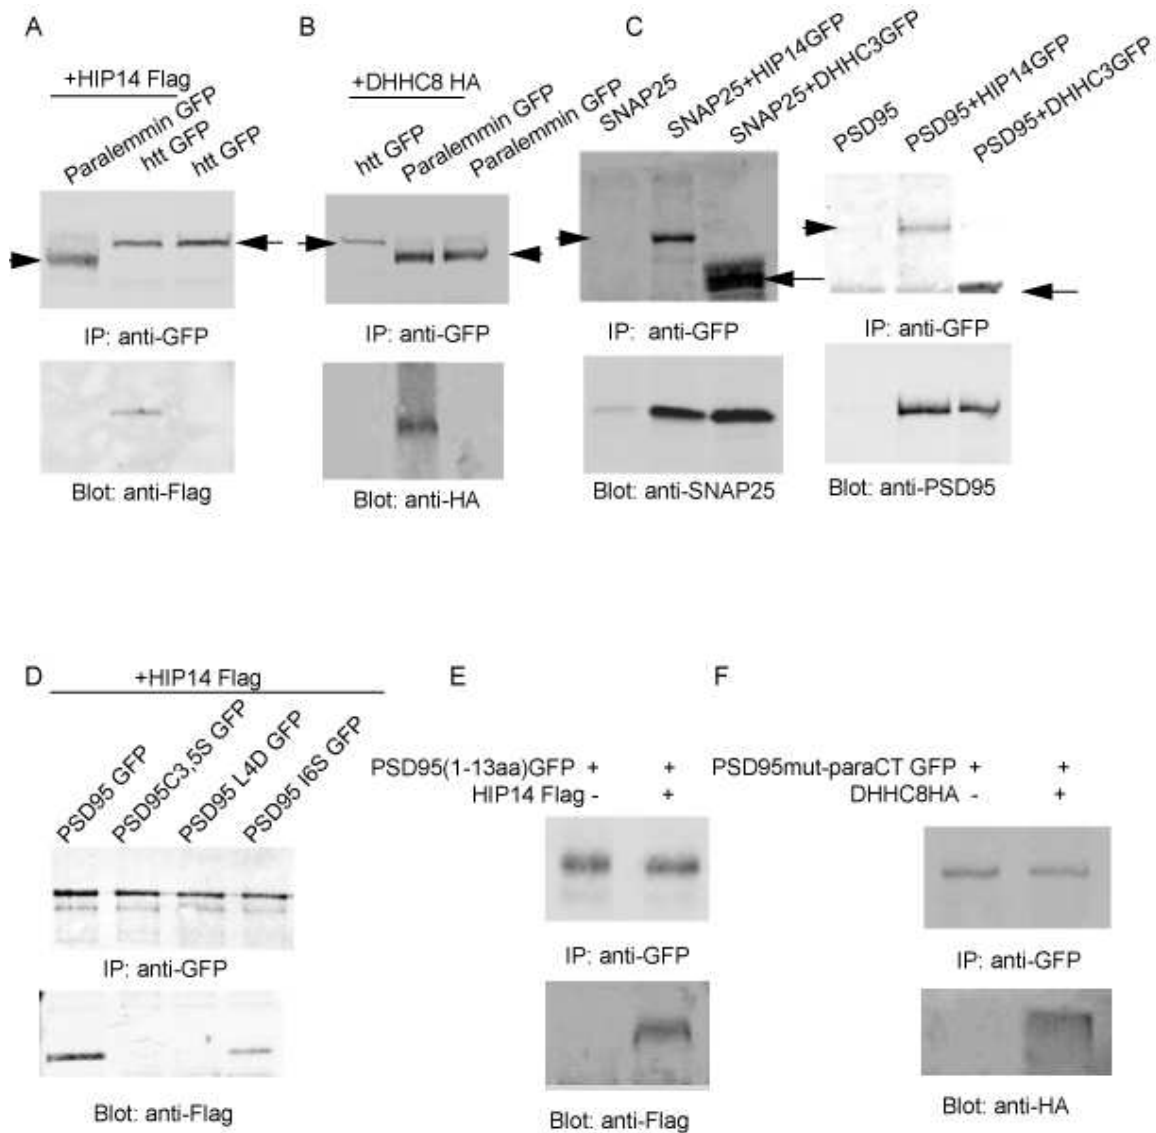 A
+HIP14 Flag
Paralemmin GFP
htt GFP
htt GFP
IP: anti-GFP
Blot: anti-Flag
B
+DHHC8 HA
htt GFP
Paralemmin GFP
Paralemmin GFP
IP: anti-GFP
Blot: anti-HA
C
SNAP25
SNAP25+HIP14GFP
SNAP25+DHHC3GFP
IP: anti-GFP
Blot: anti-SNAP25
PSD95
PSD95+HIP14GFP
PSD95+DHHC3GFP
IP: anti-GFP
Blot: anti-PSD95
D
+HIP14 Flag
PSD95 GFP
PSD95C3,5S GFP
PSD95 L4D GFP
PSD95 I6S GFP
IP: anti-GFP
Blot: anti-Flag
E
PSD95(1-13aa)GFP + +
HIP14 Flag - +
IP: anti-GFP
Blot: anti-Flag
F
PSD95mut-paraCT GFP + +
DHHC8HA - +
IP: anti-GFP
Blot: anti-HA